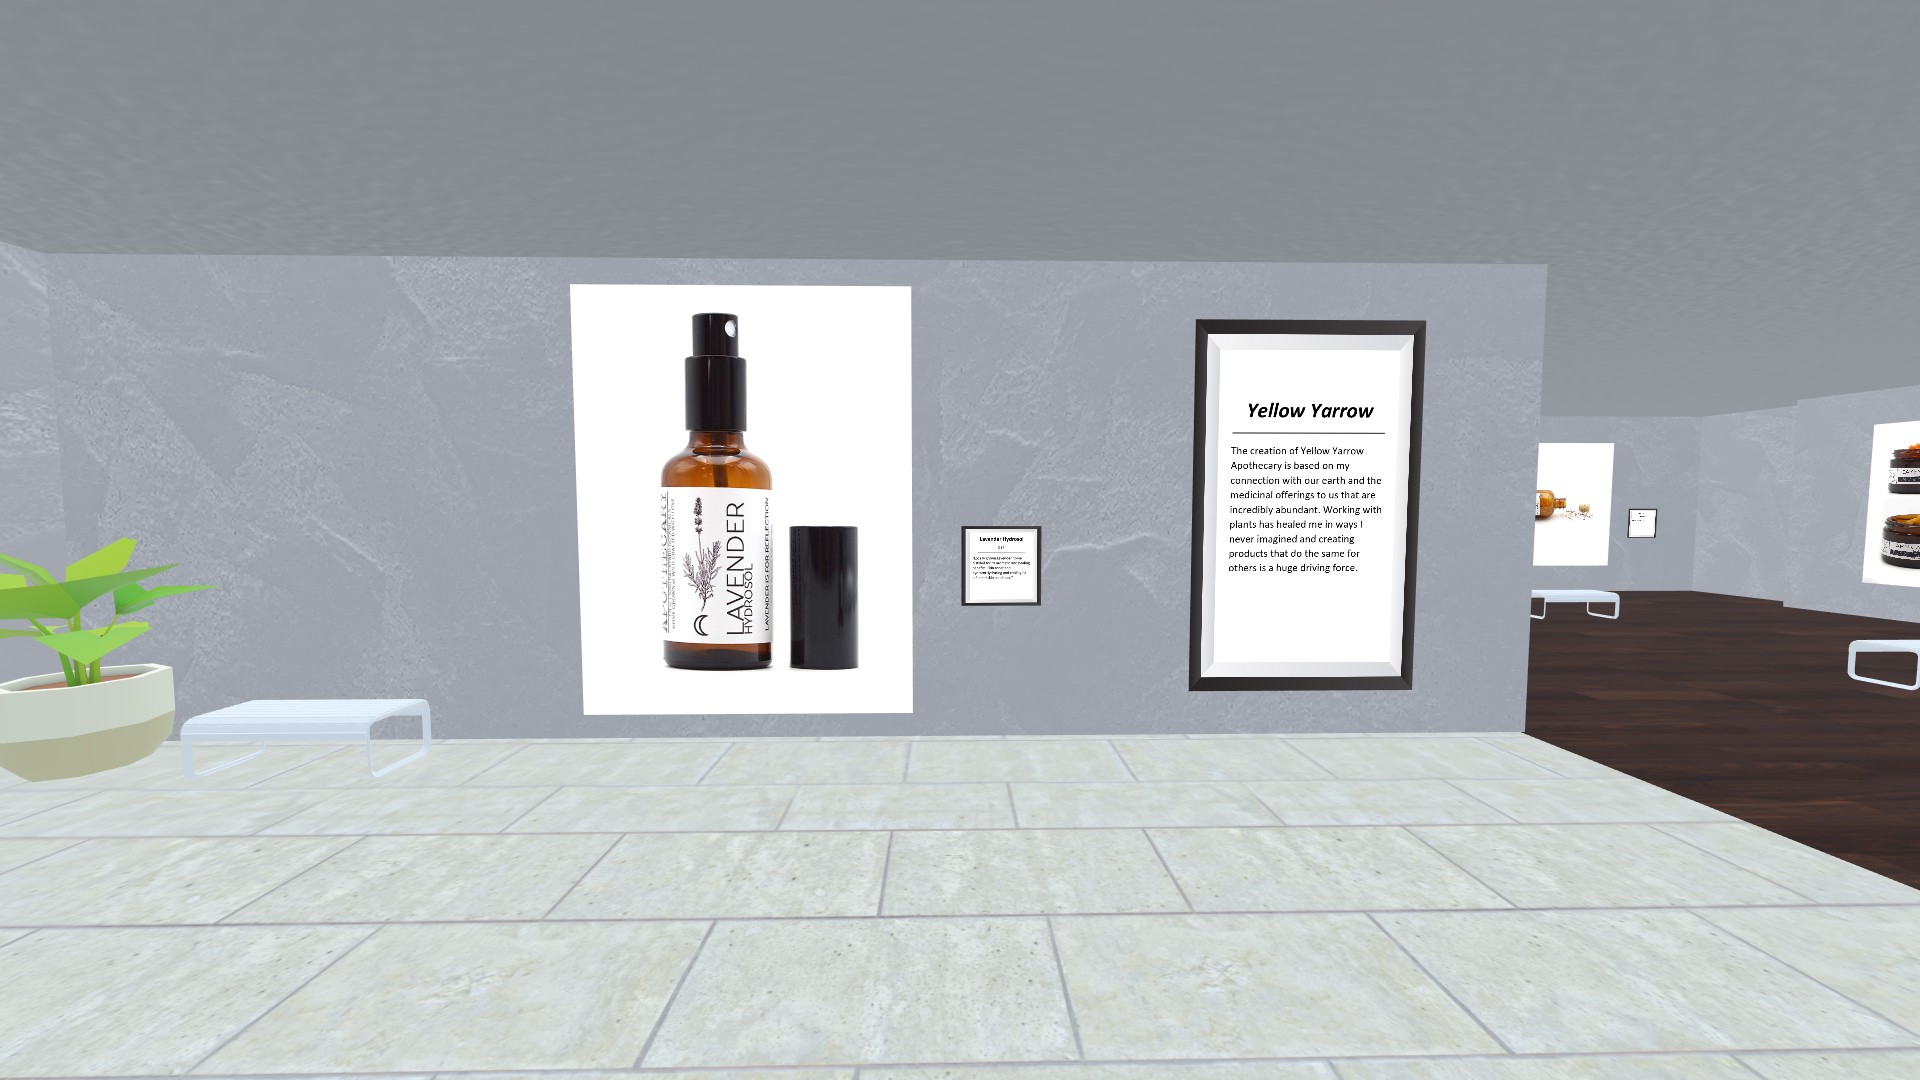 APOTHECARY
LAVENDER
HYDROSOL
LAVENDER IS FOR REFLECTION
Lavender Hydrosol
Yellow Yarrow
The creation of Yellow Yarrow
Apothecary is based on my
connection with our earth and the
medicinal offerings to us that are
incredibly abundant. Working with
plants has healed me in ways I
never imagined and creating
products that do the same for
others is a huge driving force.